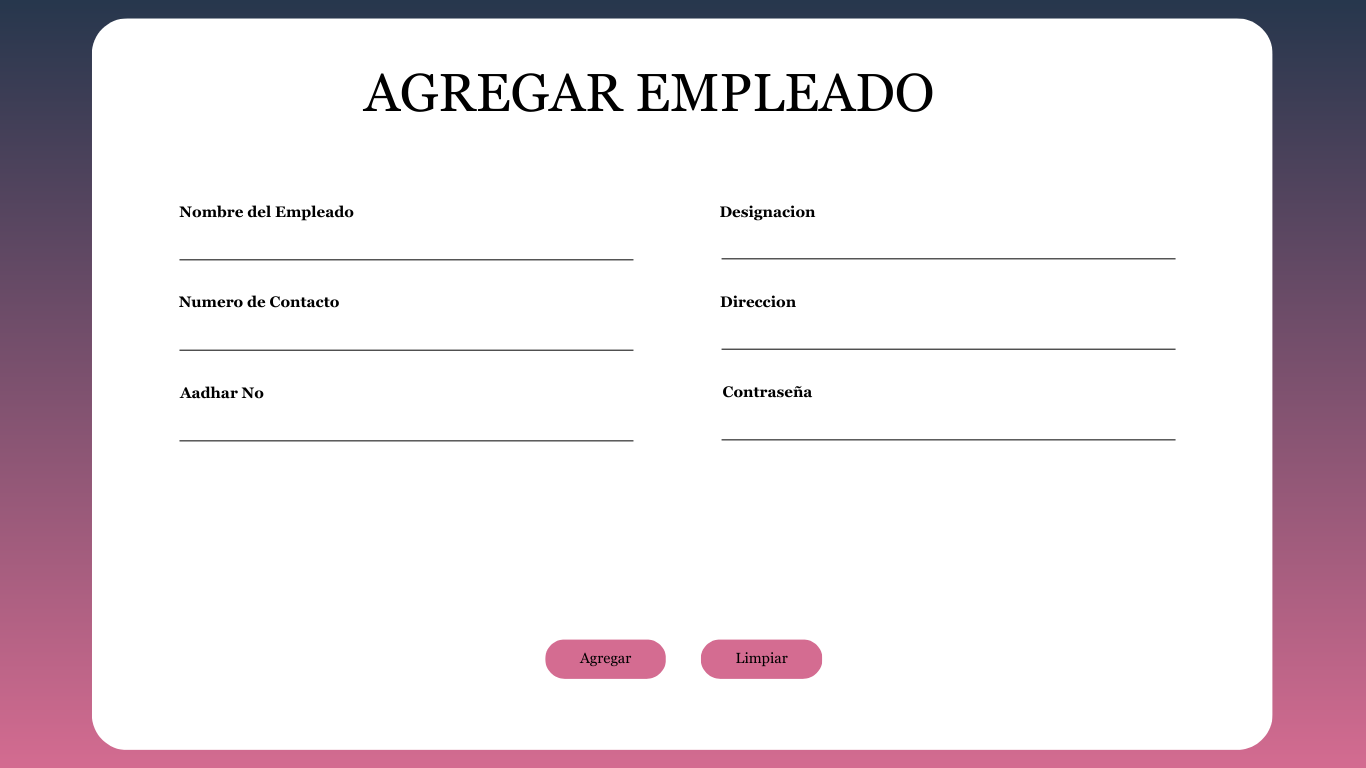 AGREGAR EMPLEADO
Nombre del Empleado
Designacion
Numero de Contacto
Direccion
Aadhar No
Contraseña
Agregar
Limpiar